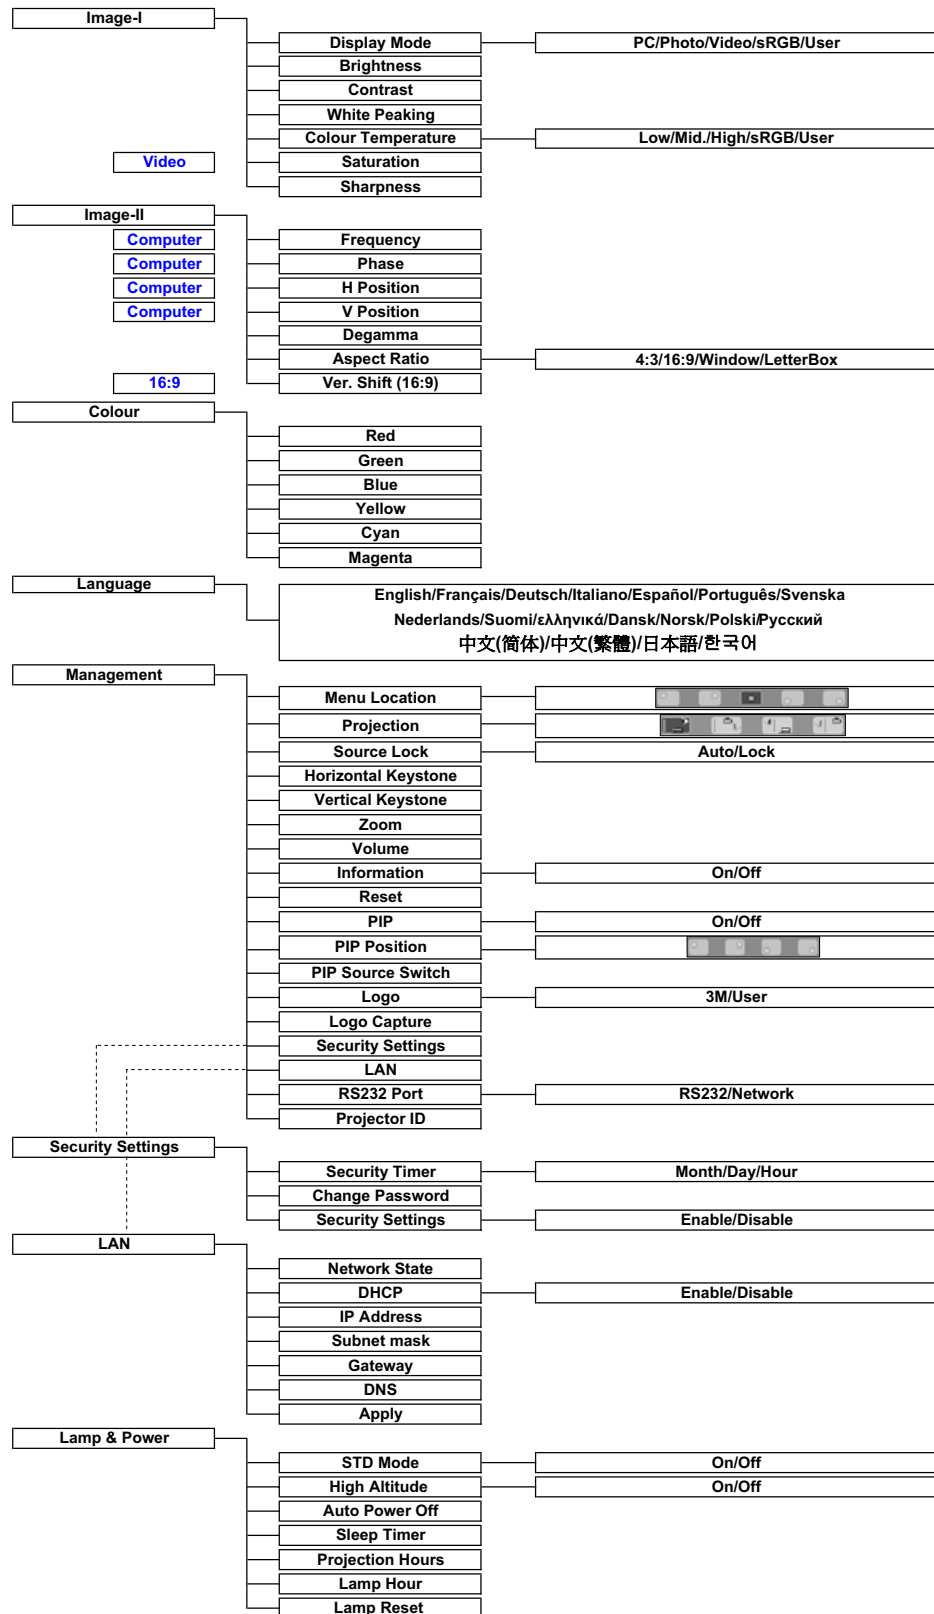 Image-I
Display Mode PC/Photo/Video/sRGB/User
Brightness
Contrast
White Peaking
Colour Temperature Low/Mid./High/sRGB/User
Video Saturation
Sharpness
Image-II
Computer Frequency
Computer Phase
Computer H Position
Computer V Position
Degamma
Aspect Ratio 4:3/16:9/Window/LetterBox
16:9 Ver. Shift (16:9)
Colour
Red
Green
Blue
Yellow
Cyan
Magenta
Language
English/Français/Deutsch/Italiano/Español/Português/Svenska
Nederlands/Suomi/ελληνικά/Dansk/Norsk/Polski/Русский
中文(简体)/中文(繁體)/日本語/한국어
Management
Menu Location
Projection
Source Lock Auto/Lock
Horizontal Keystone
Vertical Keystone
Zoom
Volume
Information On/Off
Reset
PIP On/Off
PIP Position
PIP Source Switch
Logo 3M/User
Logo Capture
Security Settings
LAN
RS232 Port RS232/Network
Projector ID
Security Settings
Security Timer Month/Day/Hour
Change Password
Security Settings Enable/Disable
LAN
Network State
DHCP Enable/Disable
IP Address
Subnet mask
Gateway
DNS
Apply
Lamp & Power
STD Mode On/Off
High Altitude On/Off
Auto Power Off
Sleep Timer
Projection Hours
Lamp Hour
Lamp Reset